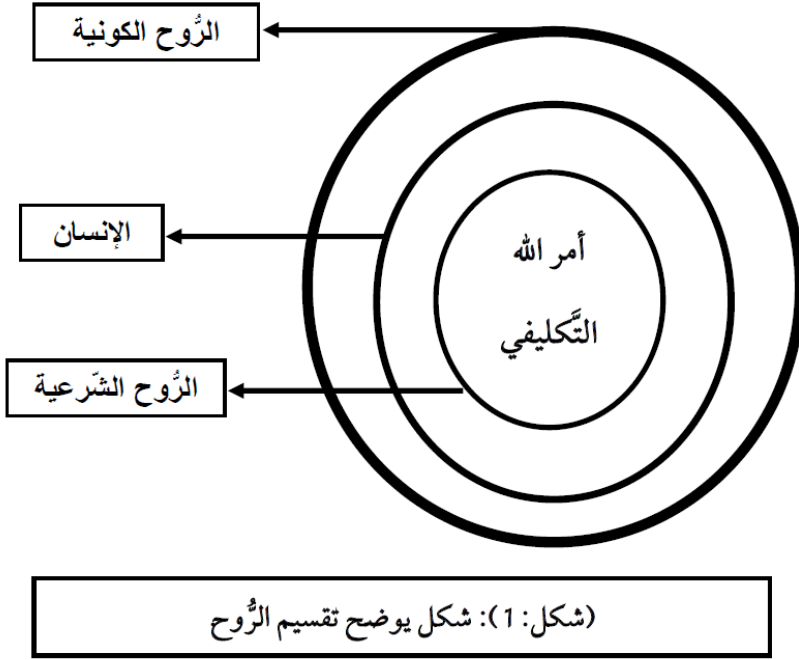 الرُّوح الكونية
أمر الله
الإنسان
التَّكليفي
الرُّوح الشّرعية
(شكل: 1): شكل يوضح تقسيم الرُّوح